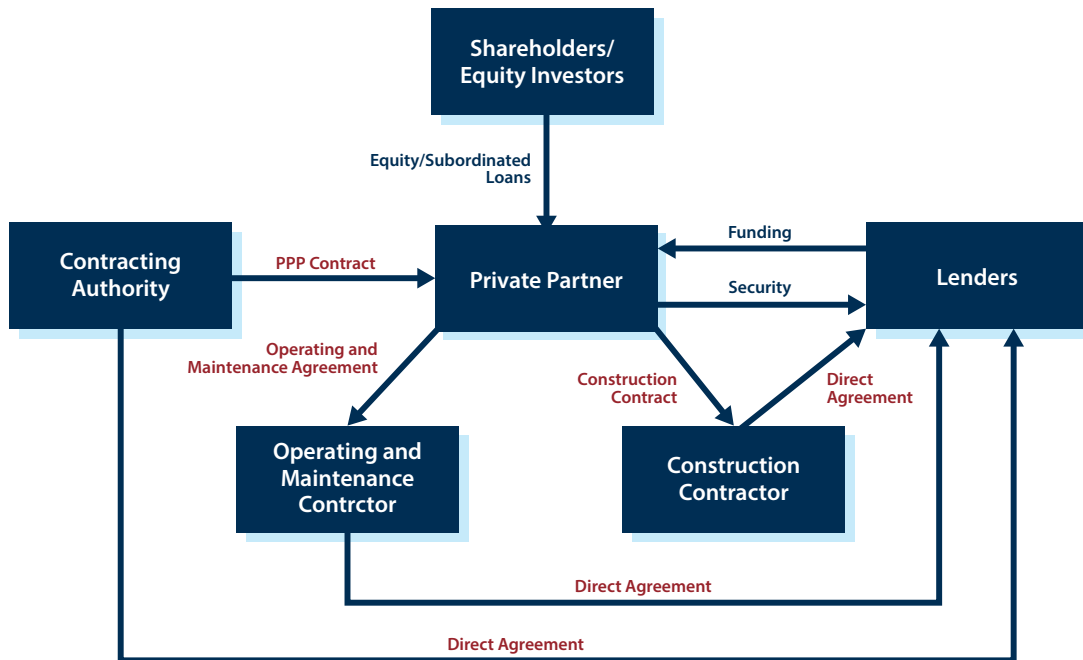 Shareholders/
Equity Investors
Equity/Subordinated
Loans
Contracting
Authority
PPP Contract
Private Partner
Funding
Security
Lenders
Operating and
Maintenance Agreement
Construction
Contract
Direct
Agreement
Operating and
Maintenance
Contrctor
Construction
Contractor
Direct Agreement
Direct Agreement